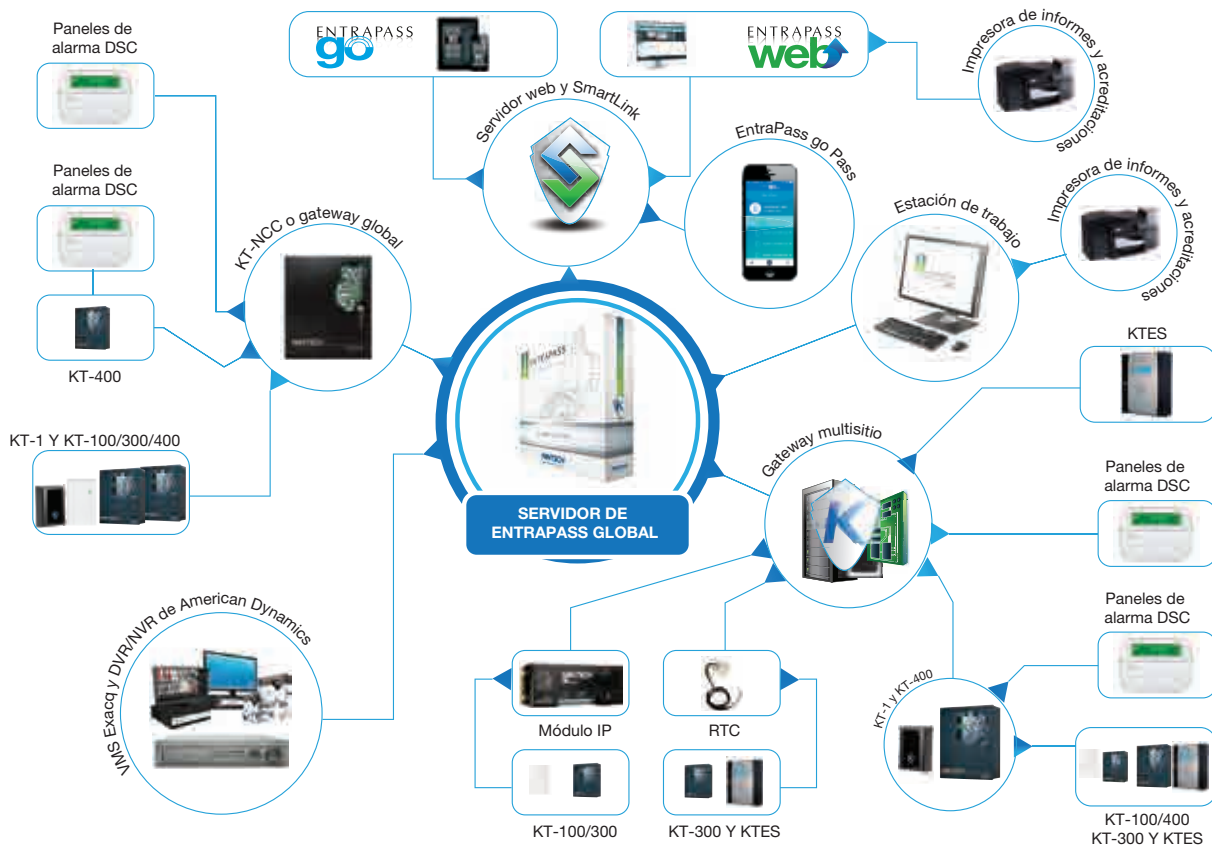 Paneles de
alarma DSC
ENTRAPASS
go
ENTRAPASS
web
Impresora de informes y acreditaciones
Servidor web y SmartLink
EntraPass go Pass
Paneles de
alarma DSC
KT-NCC o gateway global
Estación de trabajo
Impresora de informes y acreditaciones
KT-400
ENTRAPASS
KTES
KT-1 Y KT-100/300/400
Gateway multisitio
K
Paneles de
alarma DSC
SERVIDOR DE
ENTRAPASS GLOBAL
Paneles de
alarma DSC
VMS Exacq y DVR/NVR de American Dynamics
Módulo IP
RTC
KT-1 y KT-400
KT-100/300
KT-300 Y KTES
KT-100/400
KT-300 Y KTES